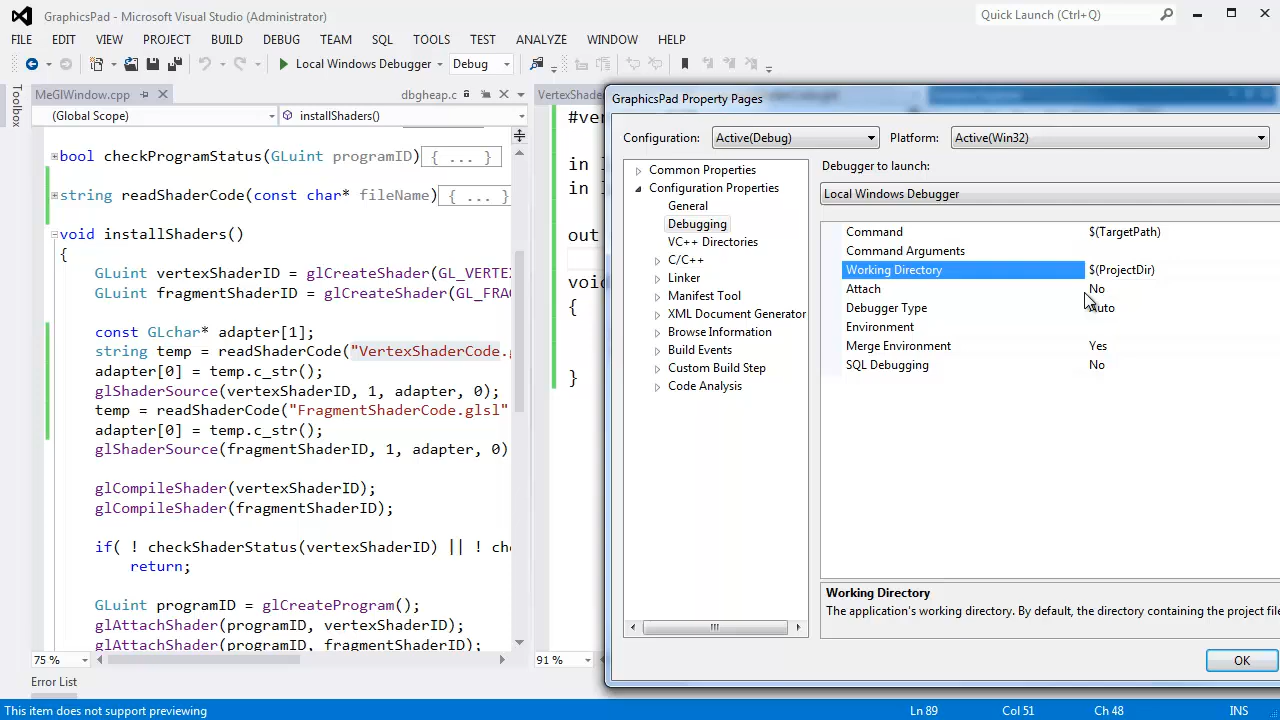 GraphicsPad - Microsoft Visual Studio (Administrator)
Quick Launch (Ctrl+Q)
FILE EDIT VIEW PROJECT BUILD DEBUG TEAM SQL TOOLS TEST ANALYZE WINDOW HELP
Local Windows Debugger Debug
Toolbox
MeGlWindow.cpp
dbgheap.c
VertexShader
(Global Scope)
installShaders()
bool checkProgramStatus(GLuint programID){ ... }
string readShaderCode(const char* fileName){ ... }
void installShaders()
{
GLuint vertexShaderID = glCreateShader(GL_VERTE
GLuint fragmentShaderID = glCreateShader(GL_FRA
const GLchar* adapter[1];
string temp = readShaderCode("VertexShaderCode.g
adapter[0] = temp.c_str();
glShaderSource(vertexShaderID, 1, adapter, 0);
temp = readShaderCode("FragmentShaderCode.glsl"
adapter[0] = temp.c_str();
glShaderSource(fragmentShaderID, 1, adapter, 0)
glCompileShader(vertexShaderID);
glCompileShader(fragmentShaderID);
if( ! checkShaderStatus(vertexShaderID) || ! che
return;
GLuint programID = glCreateProgram();
glAttachShader(programID, vertexShaderID);
glAttachShader(programID, fragmentShaderID);
75 %
#ver
in
in
out
void
{
}
91 %
GraphicsPad Property Pages
Configuration: Active(Debug) Platform: Active(Win32)
Common Properties
Configuration Properties
General
Debugging
VC++ Directories
C/C++
Linker
Manifest Tool
XML Document Generator
Browse Information
Build Events
Custom Build Step
Code Analysis
Debugger to launch:
Local Windows Debugger
Command $(TargetPath)
Command Arguments
Working Directory $(ProjectDir)
Attach No
Debugger Type Auto
Environment
Merge Environment Yes
SQL Debugging No
Working Directory
The application's working directory. By default, the directory containing the project file
OK
Error List
This item does not support previewing
Ln 89 Col 51 Ch 48 INS